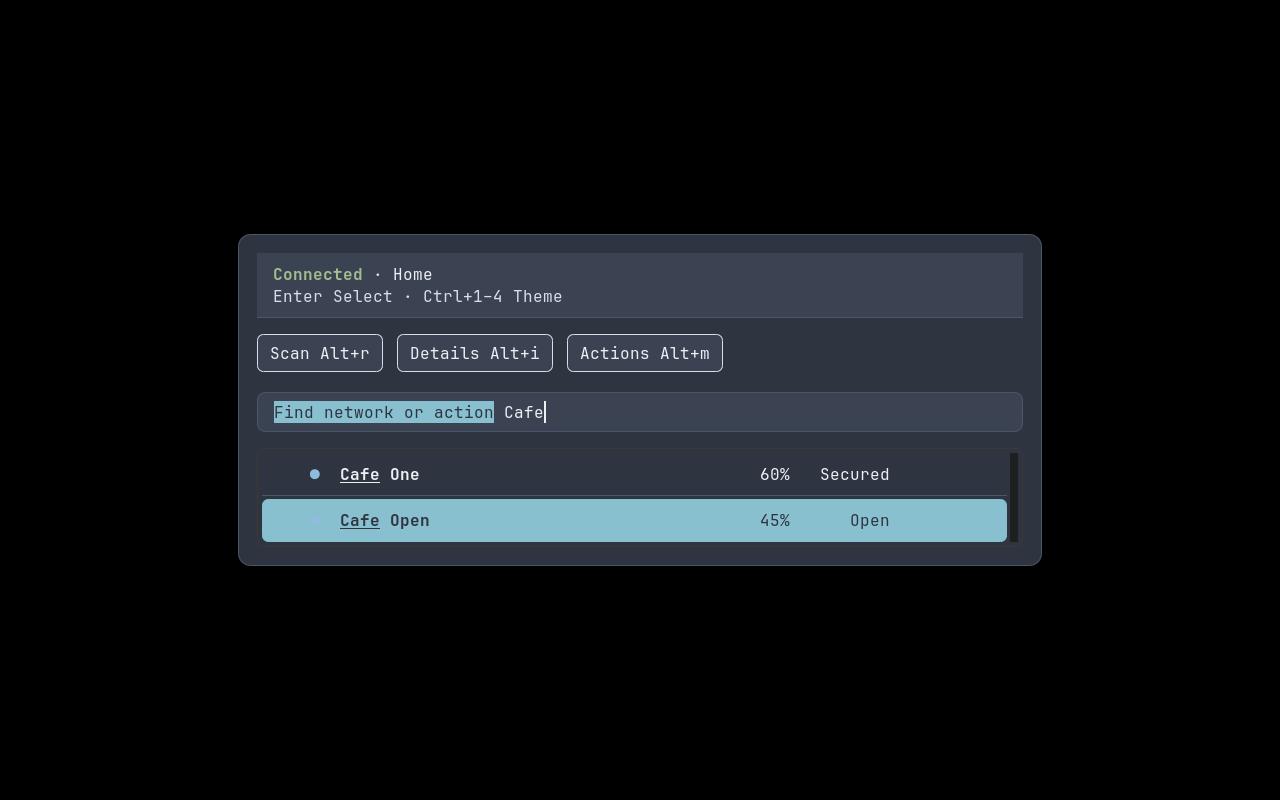 Connected · Home
Enter Select · Ctrl+1–4 Theme
Scan Alt+r Details Alt+i Actions Alt+m
Find network or action Cafe
Cafe One 60% Secured
Cafe Open 45% Open